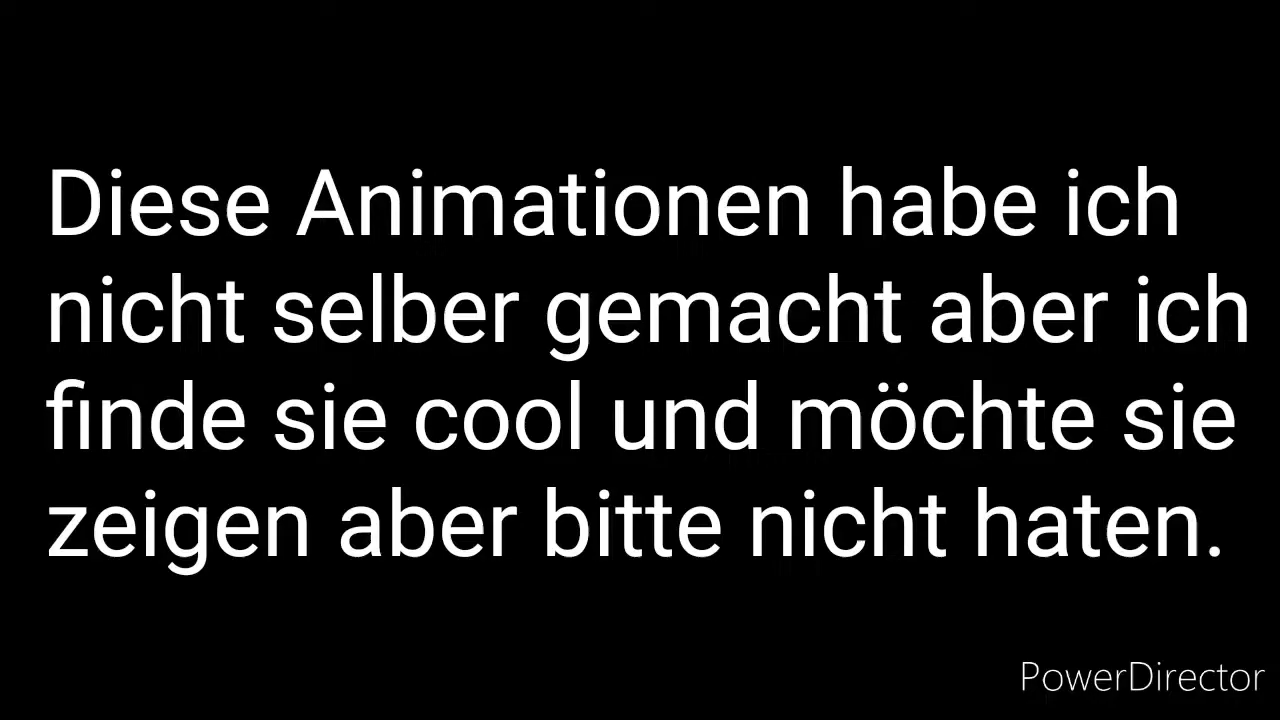 Diese Animationen habe ich
nicht selber gemacht aber ich
finde sie cool und möchte sie
zeigen aber bitte nicht haten.
PowerDirector